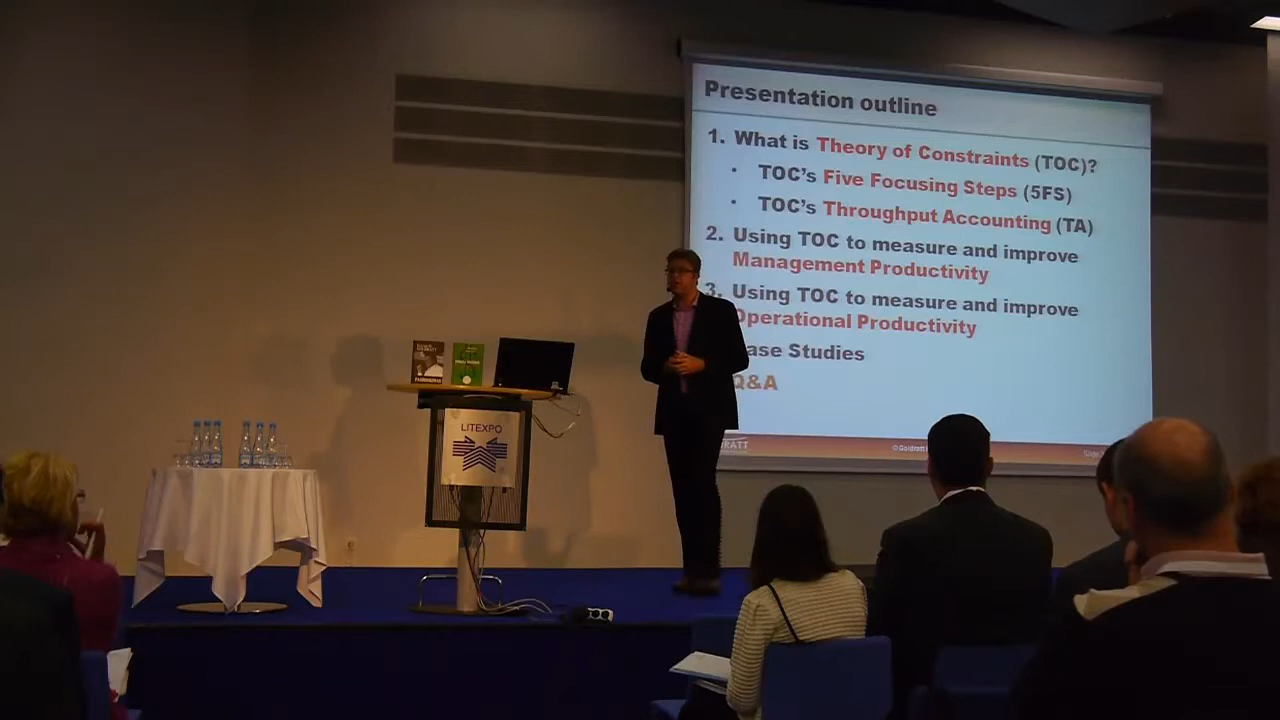 Presentation outline
1. What is Theory of Constraints (TOC)?
· TOC's Five Focusing Steps (5FS)
· TOC's Throughput Accounting (TA)
2. Using TOC to measure and improve
Management Productivity
3. Using TOC to measure and improve
Operational Productivity
ase Studies
Q&A
© Goldratt
LITEXPO